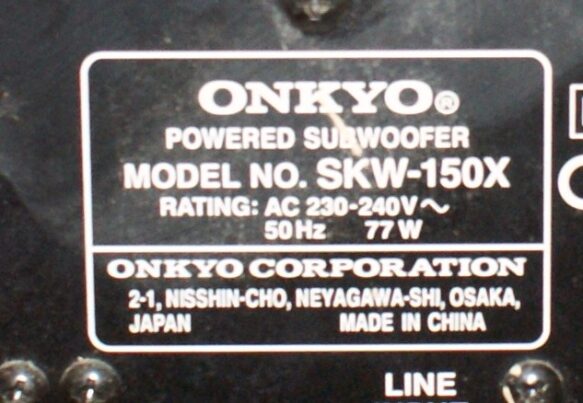 ONKYO®
POWERED SUBWOOFER
MODEL NO. SKW-150X
RATING: AC 230-240V~
50Hz 77W
ONKYO CORPORATION
2-1, NISSHIN-CHO, NEYAGAWA-SHI, OSAKA,
JAPAN MADE IN CHINA
LINE